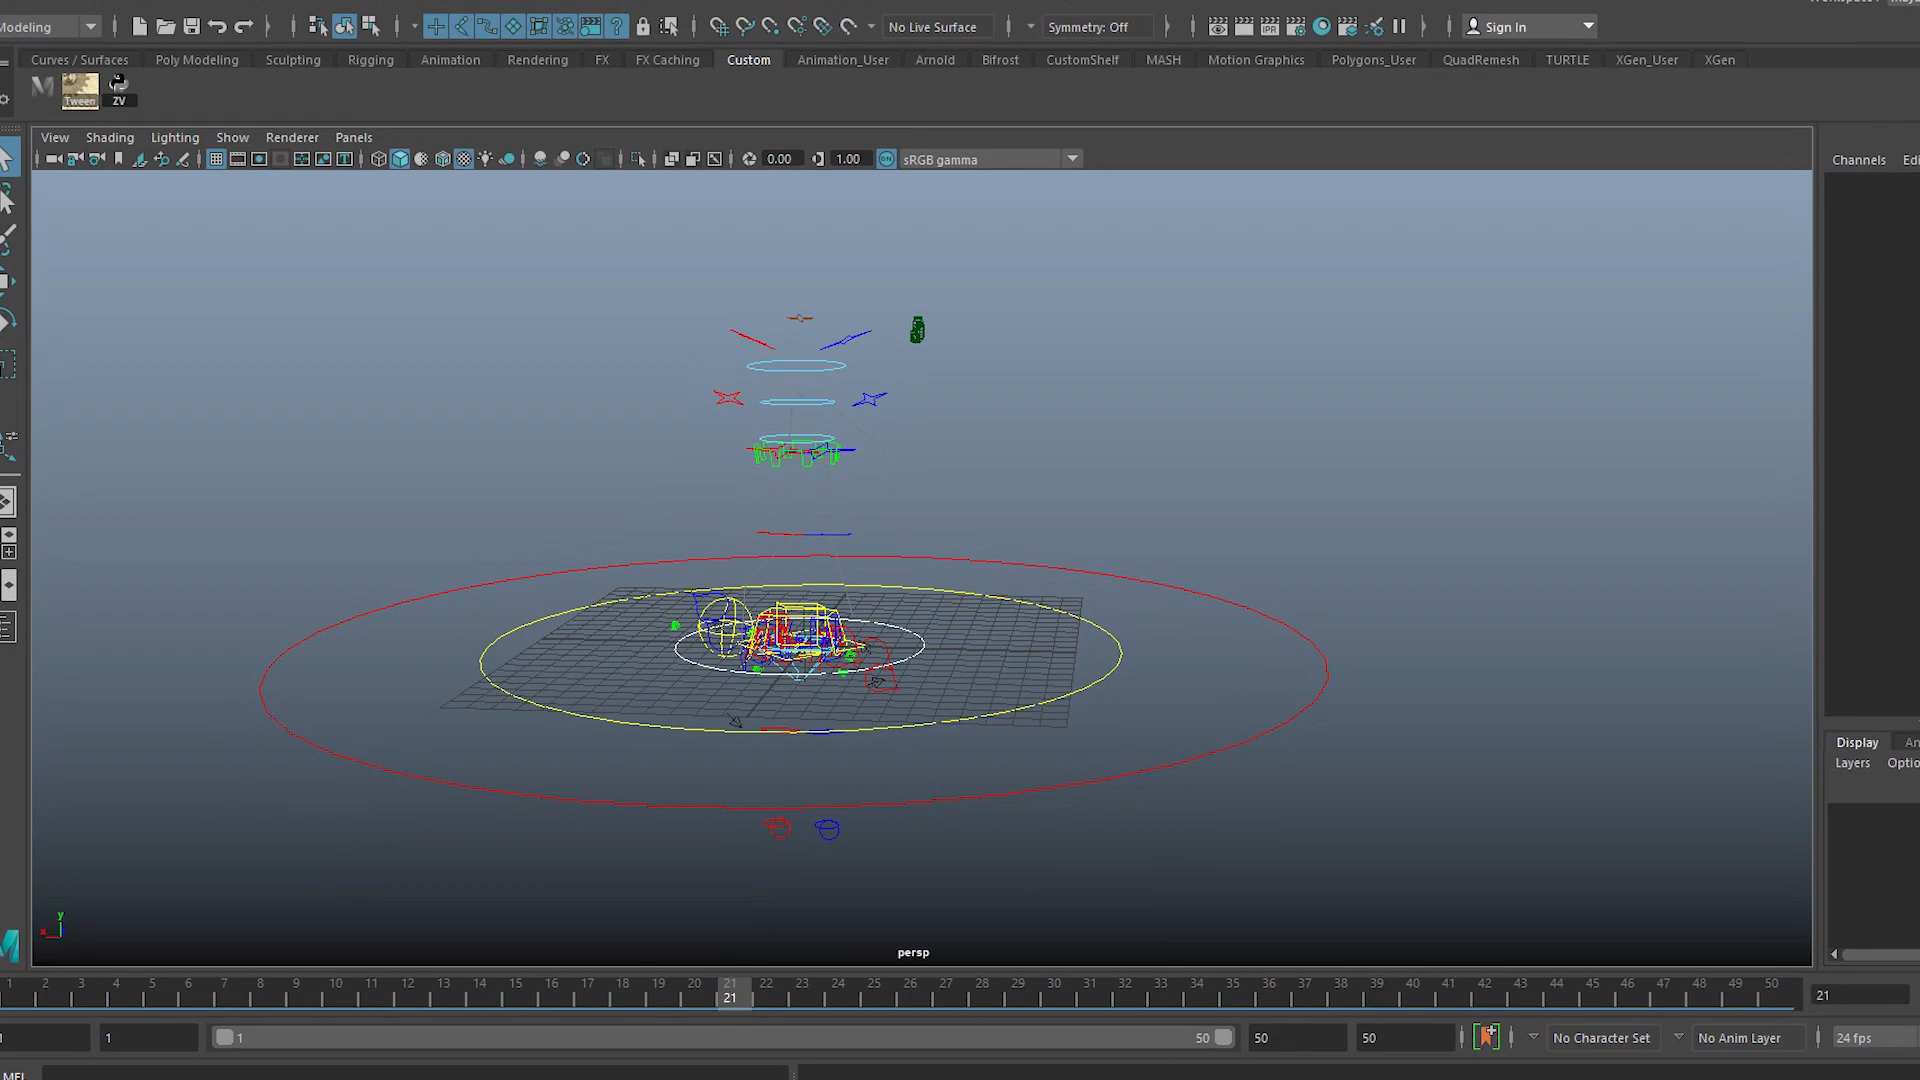 Modeling
No Live Surface
Symmetry: Off
Sign In
Curves / Surfaces Poly Modeling Sculpting Rigging Animation Rendering FX FX Caching Custom Animation_User Arnold Bifrost CustomShelf MASH Motion Graphics Polygons_User QuadRemesh TURTLE XGen_User XGen
Tween ZV
View Shading Lighting Show Renderer Panels
0.00 1.00 ON sRGB gamma
Channels Edi
Display An
Layers Optio
y
x
persp
1 2 3 4 5 6 7 8 9 10 11 12 13 14 15 16 17 18 19 20 21 22 23 24 25 26 27 28 29 30 31 32 33 34 35 36 37 38 39 40 41 42 43 44 45 46 47 48 49 50
21 21
1 1 1 50 50 50 No Character Set No Anim Layer 24 fps
MEL